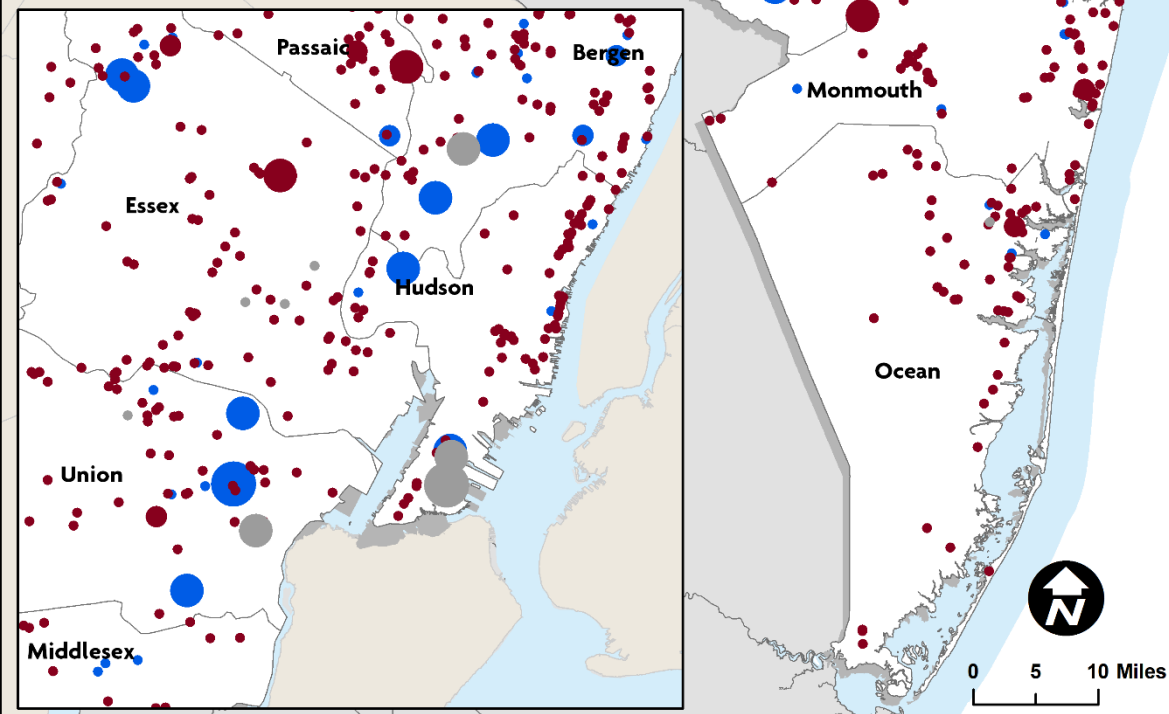 Passaic
Bergen
Monmouth
Essex
Hudson
Ocean
Union
N
Middlesex
0 5 10 Miles